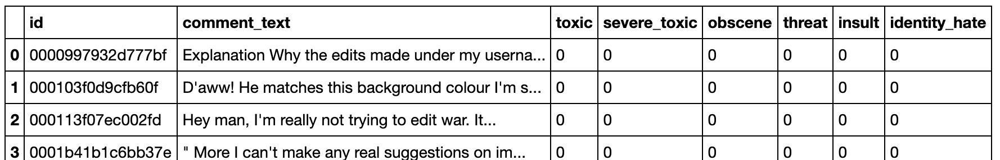 id comment_text toxic severe_toxic obscene threat insult identity_hate
0 0000997932d777bf Explanation Why the edits made under my userna... 0 0 0 0 0 0
1 000103f0d9cfb60f D'aww! He matches this background colour I'm s... 0 0 0 0 0 0
2 000113f07ec002fd Hey man, I'm really not trying to edit war. It... 0 0 0 0 0 0
3 0001b41b1c6bb37e " More I can't make any real suggestions on im... 0 0 0 0 0 0